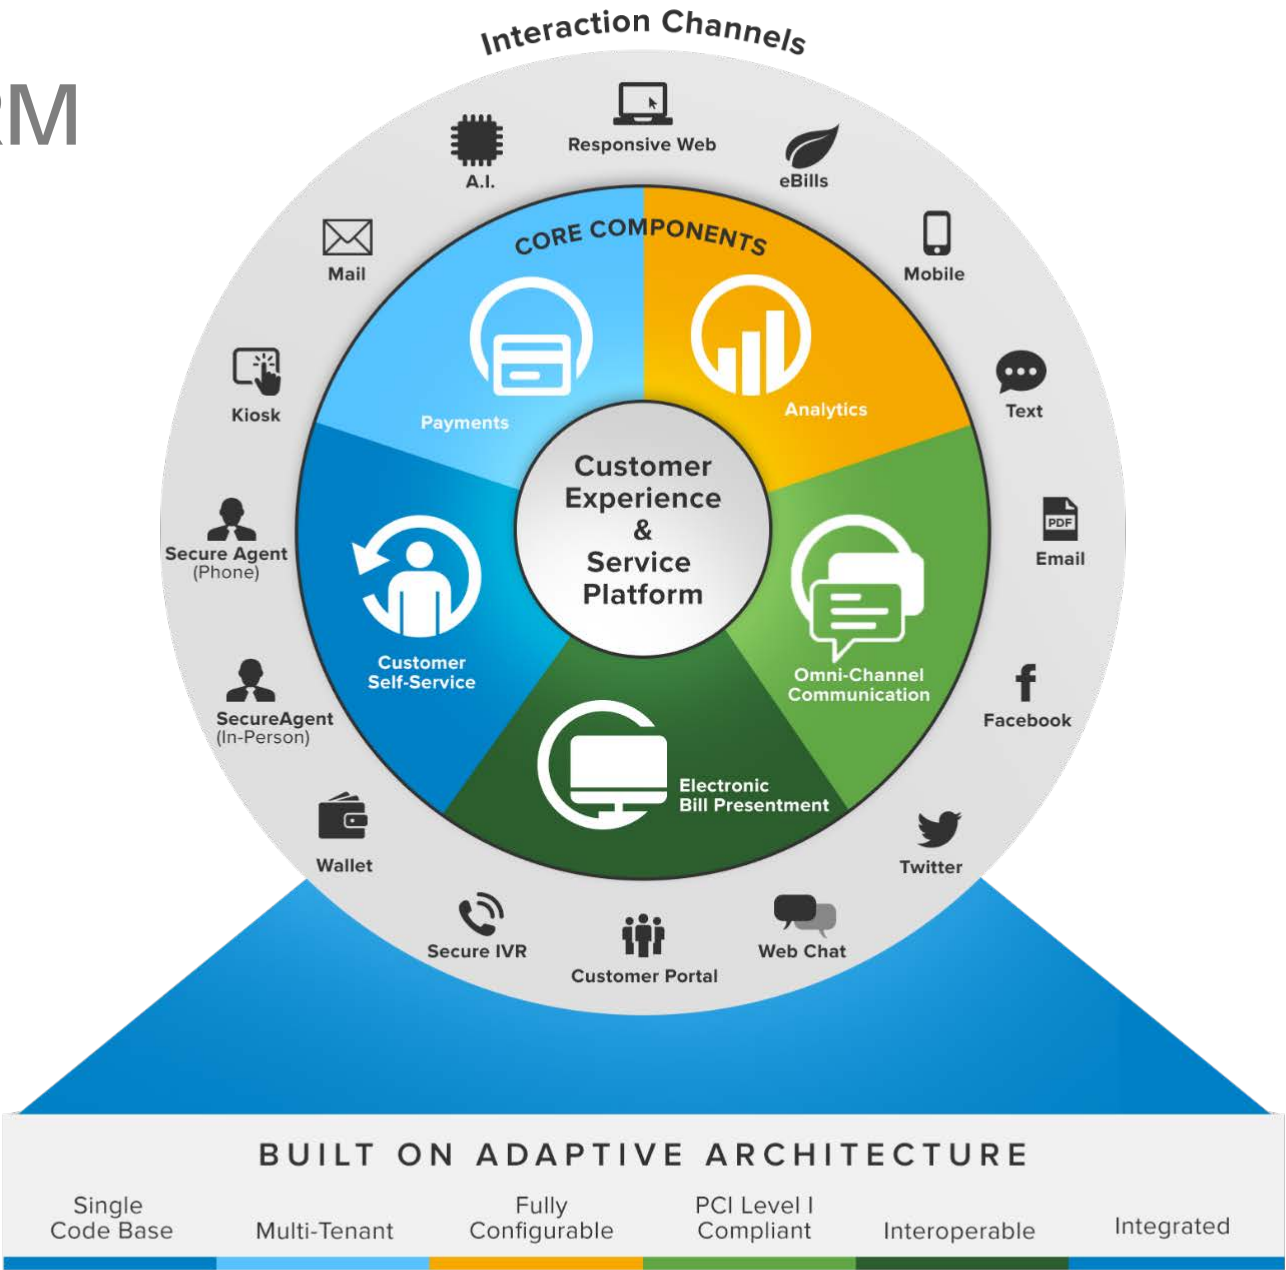 Interaction Channels
RM
Responsive Web
A.I.
eBills
Mail
Mobile
Kiosk
Text
Secure Agent
(Phone)
PDF
Email
SecureAgent
(In-Person)
Facebook
Wallet
Twitter
Secure IVR
Customer Portal
Web Chat
CORE COMPONENTS
Payments
Analytics
Customer
Self-Service
Omni-Channel
Communication
Electronic
Bill Presentment
Customer
Experience
&
Service
Platform
BUILT ON ADAPTIVE ARCHITECTURE
Single
Code Base
Multi-Tenant
Fully
Configurable
PCI Level I
Compliant
Interoperable
Integrated